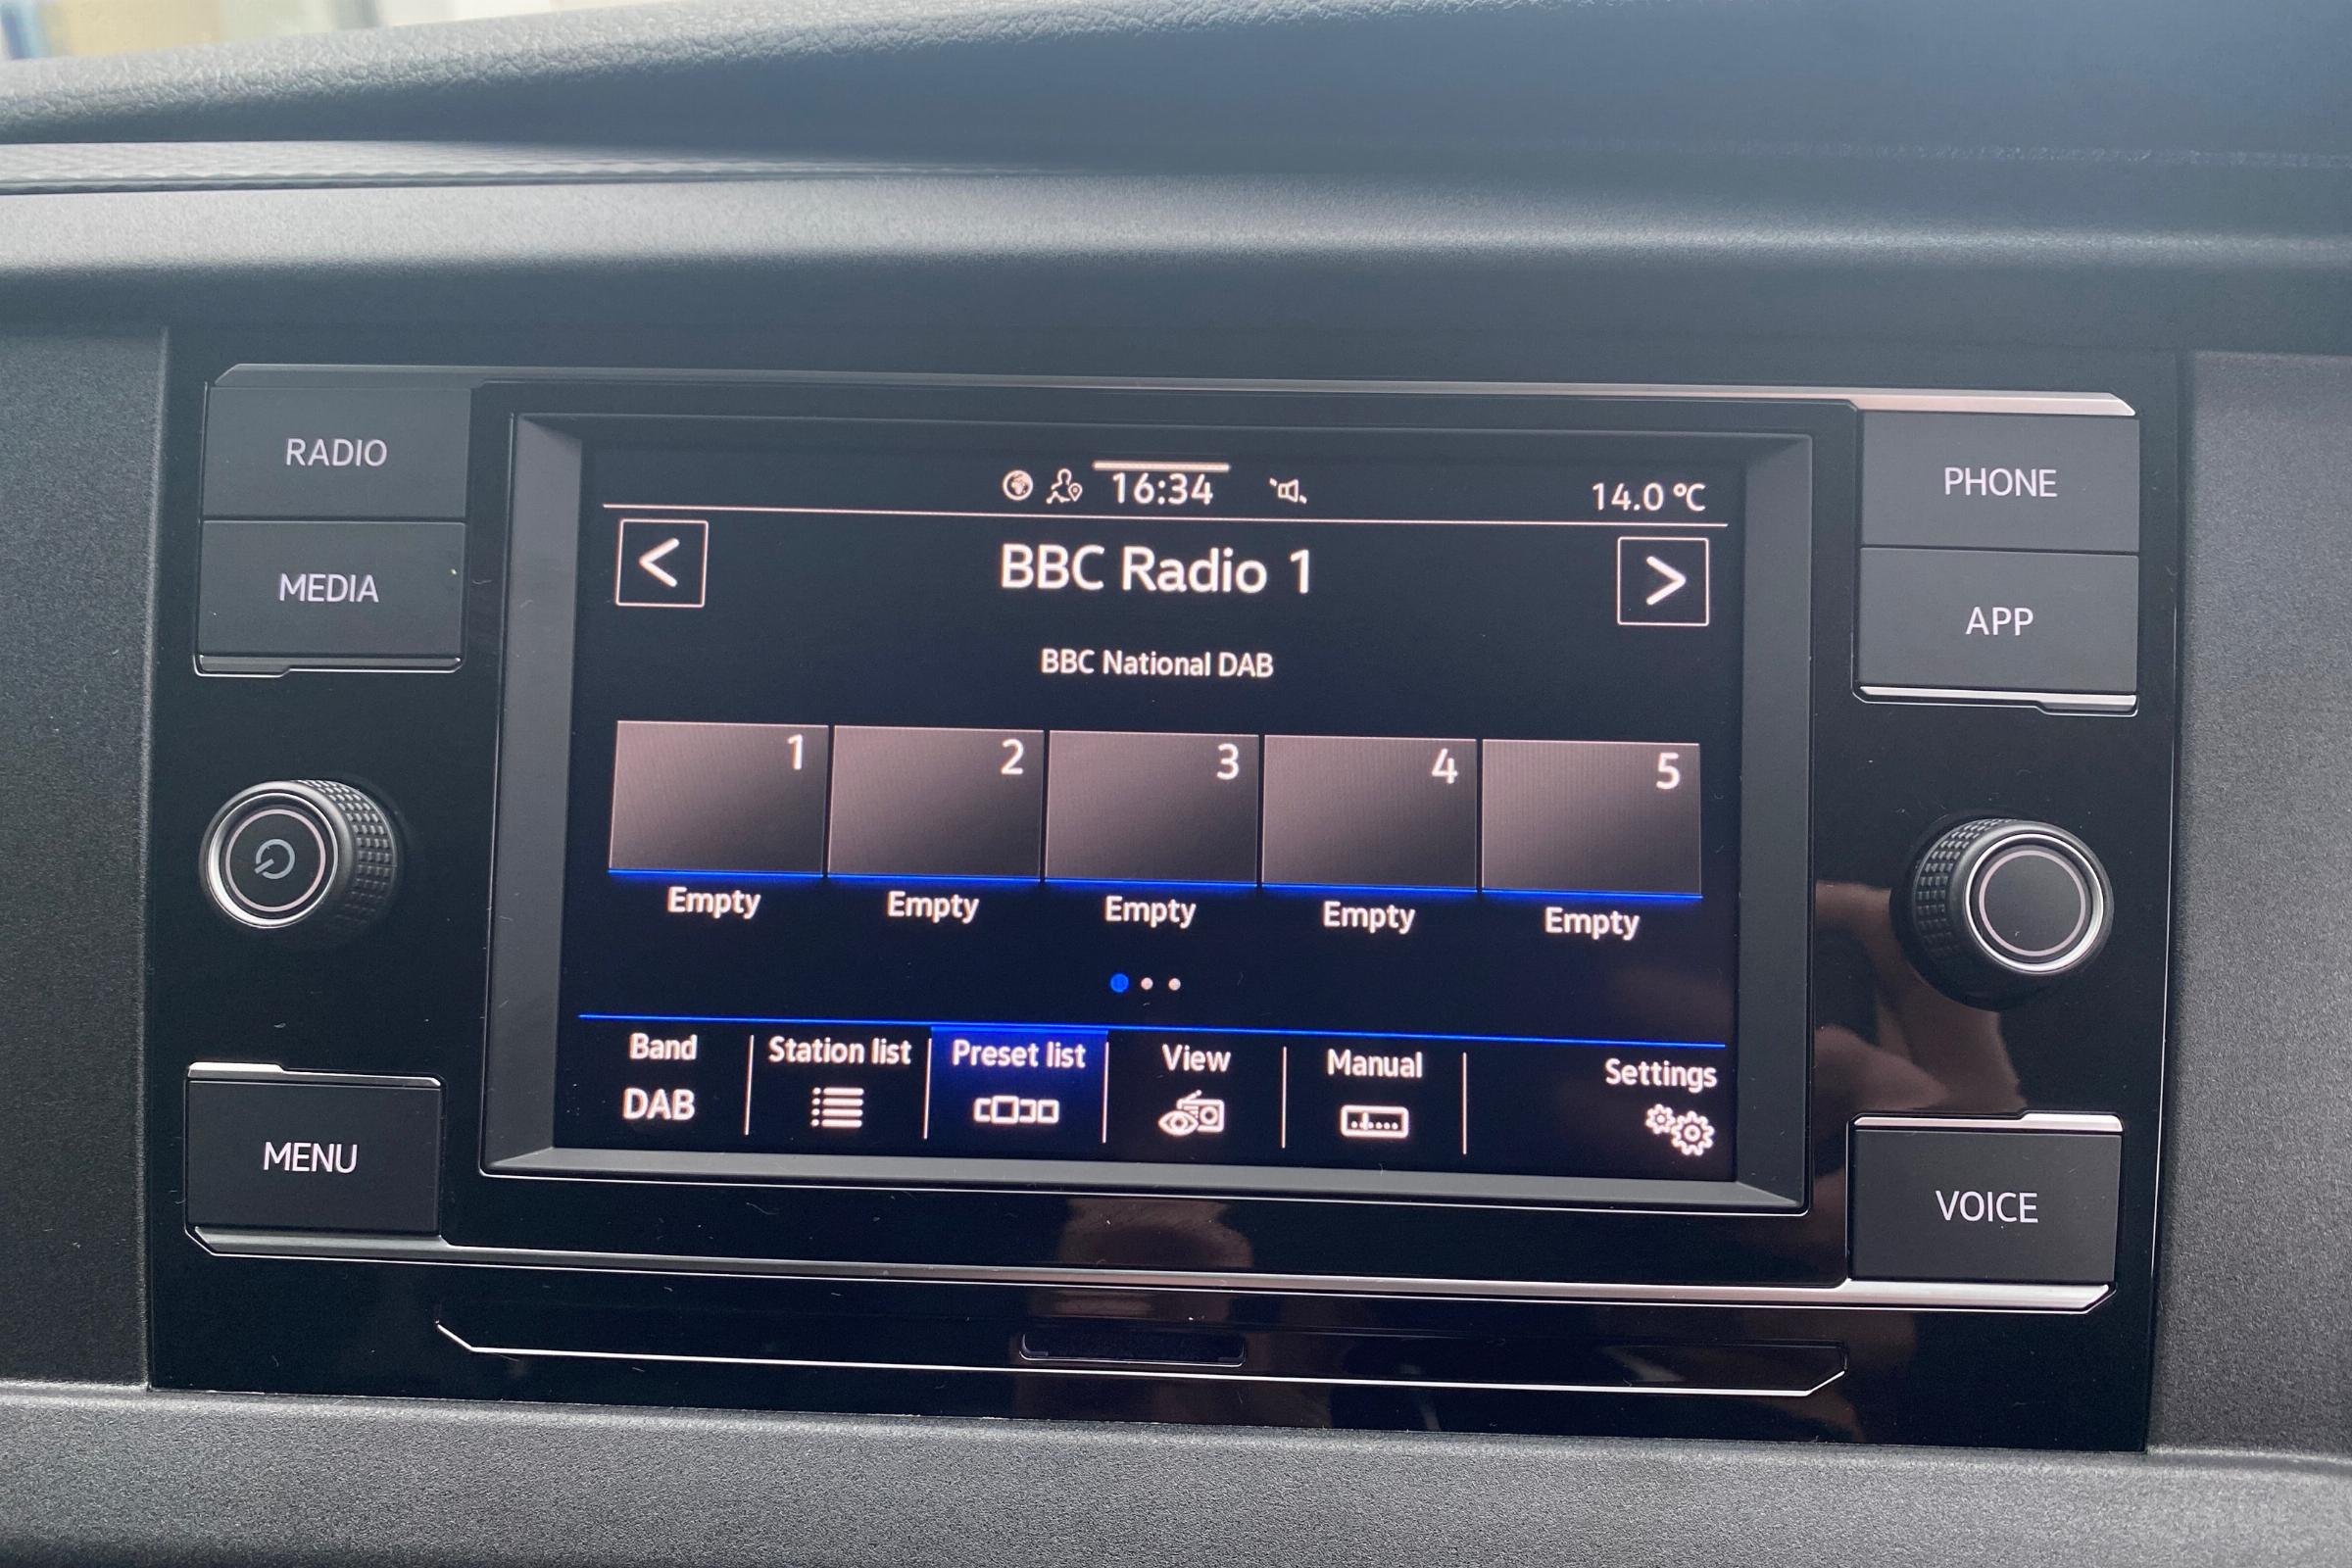 RADIO
MEDIA
MENU
16:34
14.0 °C
<
BBC Radio 1
>
BBC National DAB
1 2 3 4 5
Empty Empty Empty Empty Empty
Band Station list Preset list View Manual Settings
DAB
PHONE
APP
VOICE